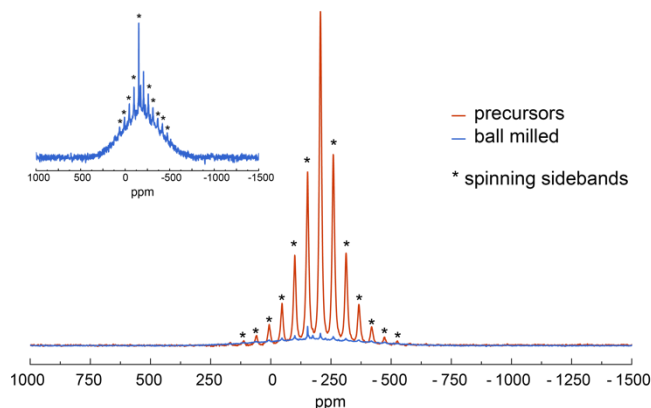 * * * * * * * * * * *
1000 500 0 -500 -1000 -1500
ppm
precursors
ball milled
* spinning sidebands
* * * * * * * * * * * * * *
1000 750 500 250 0 - 250 - 500 - 750 - 1000 - 1250 - 1500
ppm